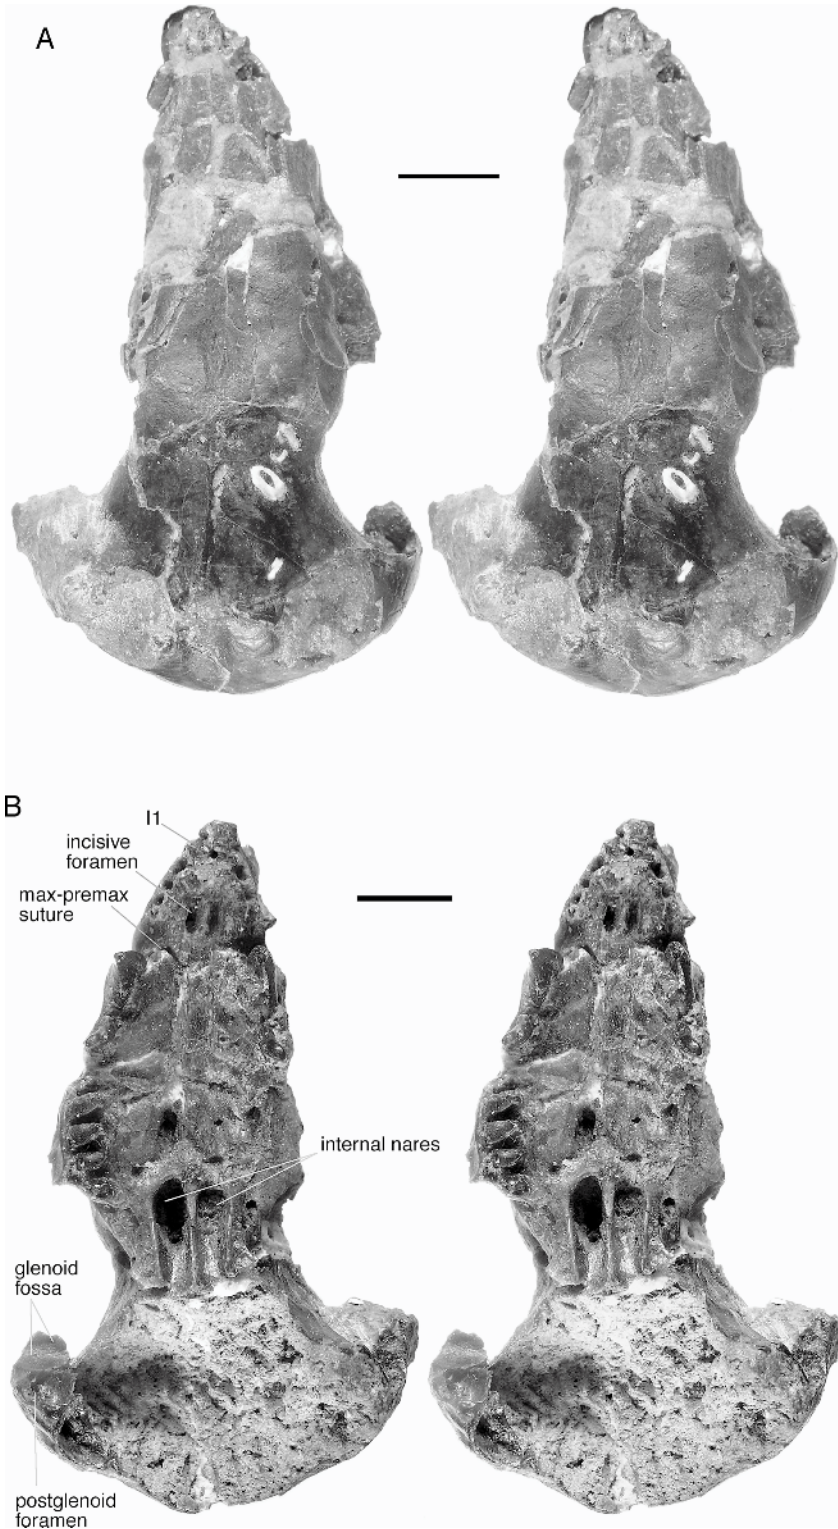 A
B
I1
incisive
foramen
max-premax
suture
internal nares
glenoid
fossa
postglenoid
foramen